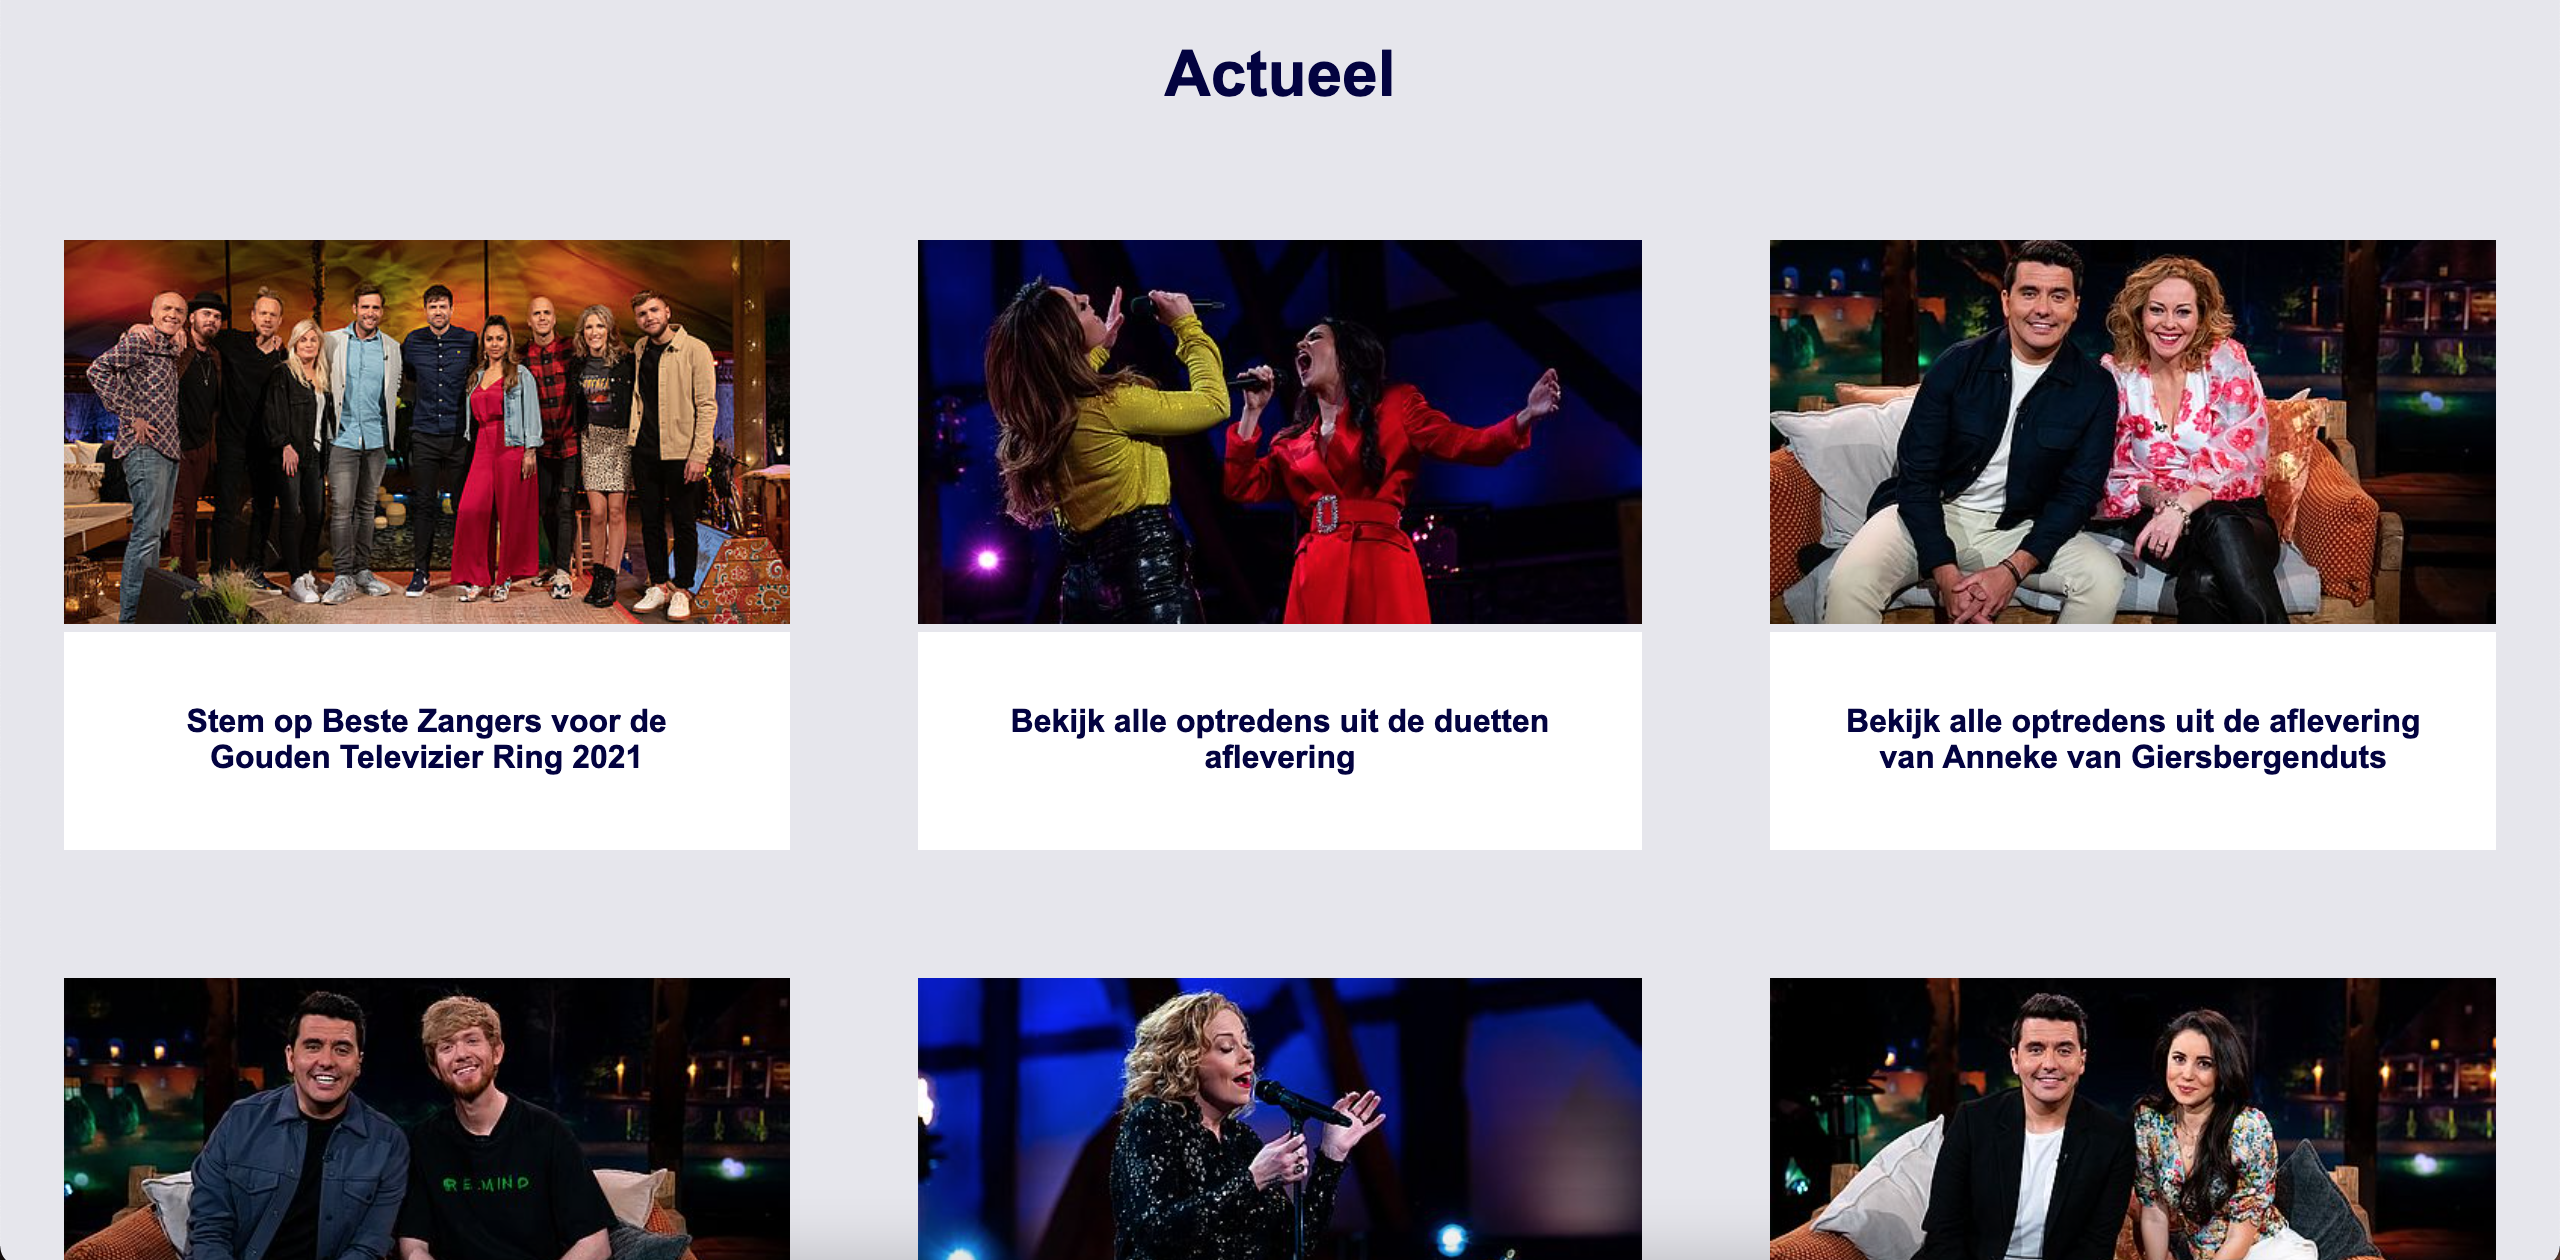 Actueel
Stem op Beste Zangers voor de
Gouden Televizier Ring 2021
Bekijk alle optredens uit de duetten
aflevering
Bekijk alle optredens uit de aflevering
van Anneke van Giersbergenduts